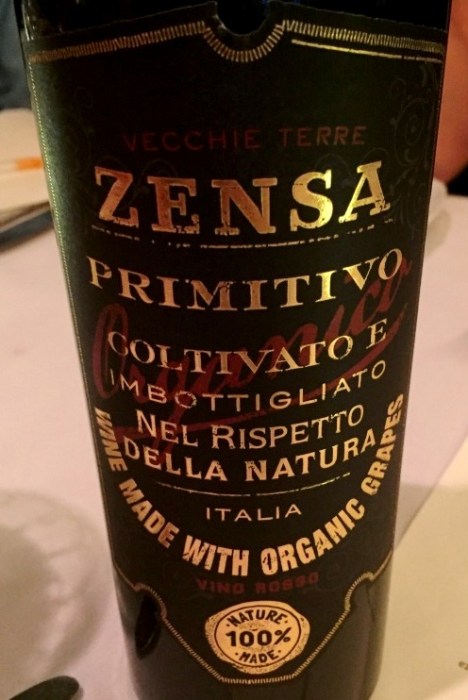 VECCHIE TERRE
ZENSA
PRIMITIVO
Organico
COLTIVATO E
IMBOTTIGLIATO
NEL RISPETTO
DELLA NATURA
ITALIA
WINE MADE WITH ORGANIC GRAPES
VINO ROSSO
NATURE
100%
MADE